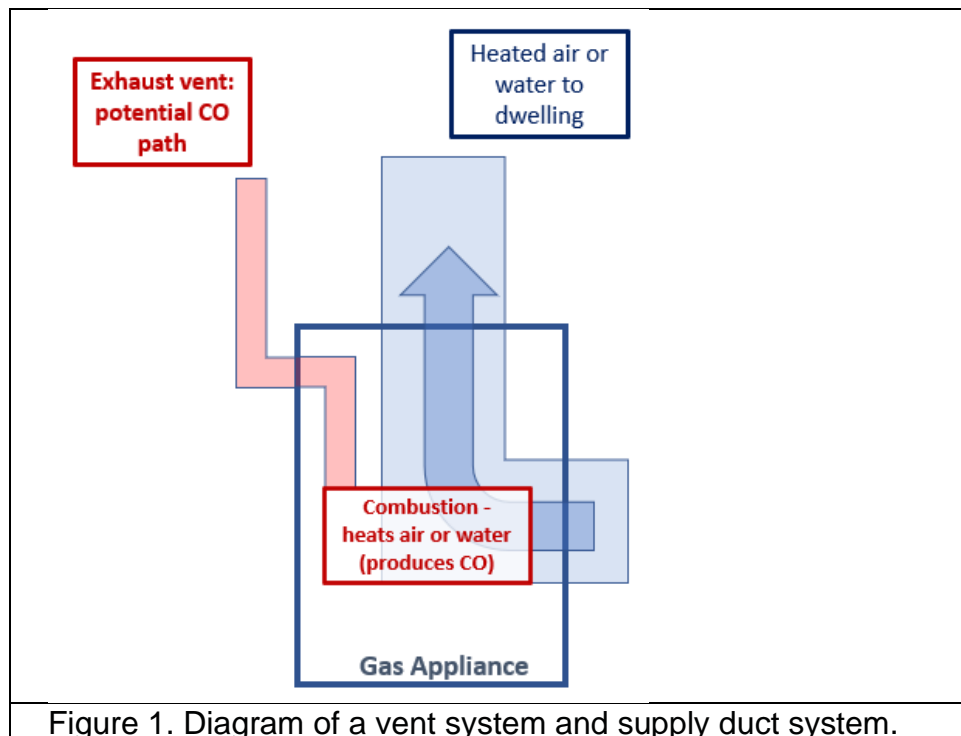 Exhaust vent:
potential CO
path
Heated air or
water to
dwelling
Combustion -
heats air or water
(produces CO)
Gas Appliance
Figure 1. Diagram of a vent system and supply duct system.